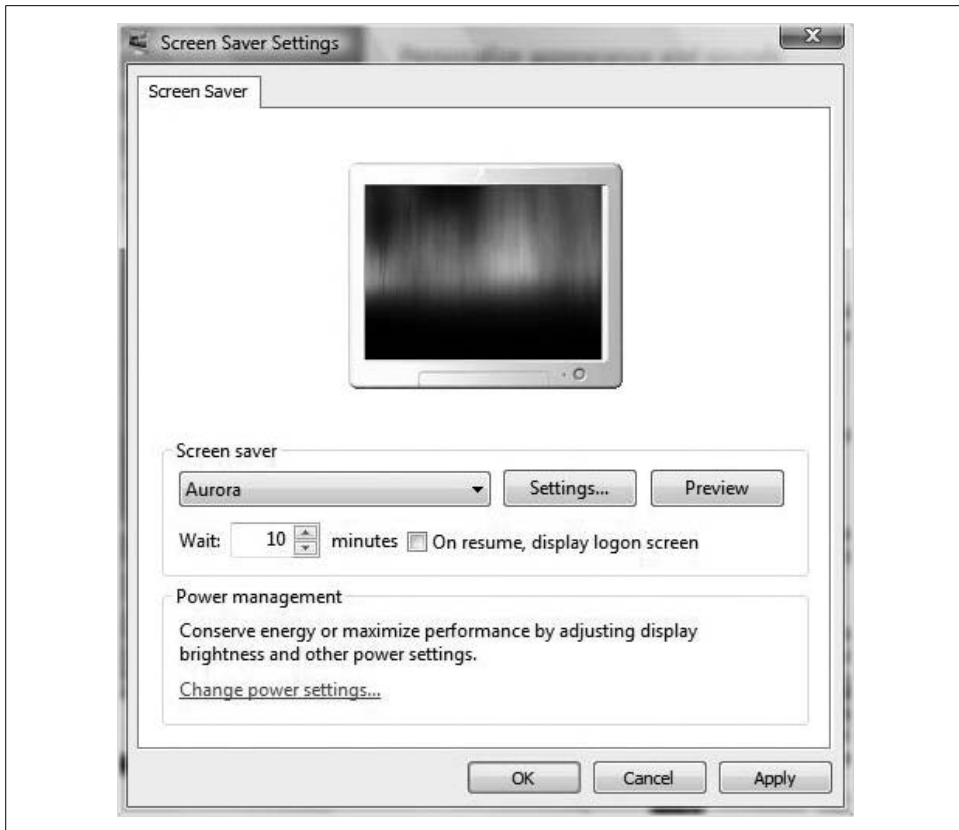 Screen Saver Settings
Screen Saver
Screen saver
Aurora
Settings...
Preview
Wait:
10
minutes
On resume, display logon screen
Power management
Conserve energy or maximize performance by adjusting display
brightness and other power settings.
Change power settings...
OK
Cancel
Apply